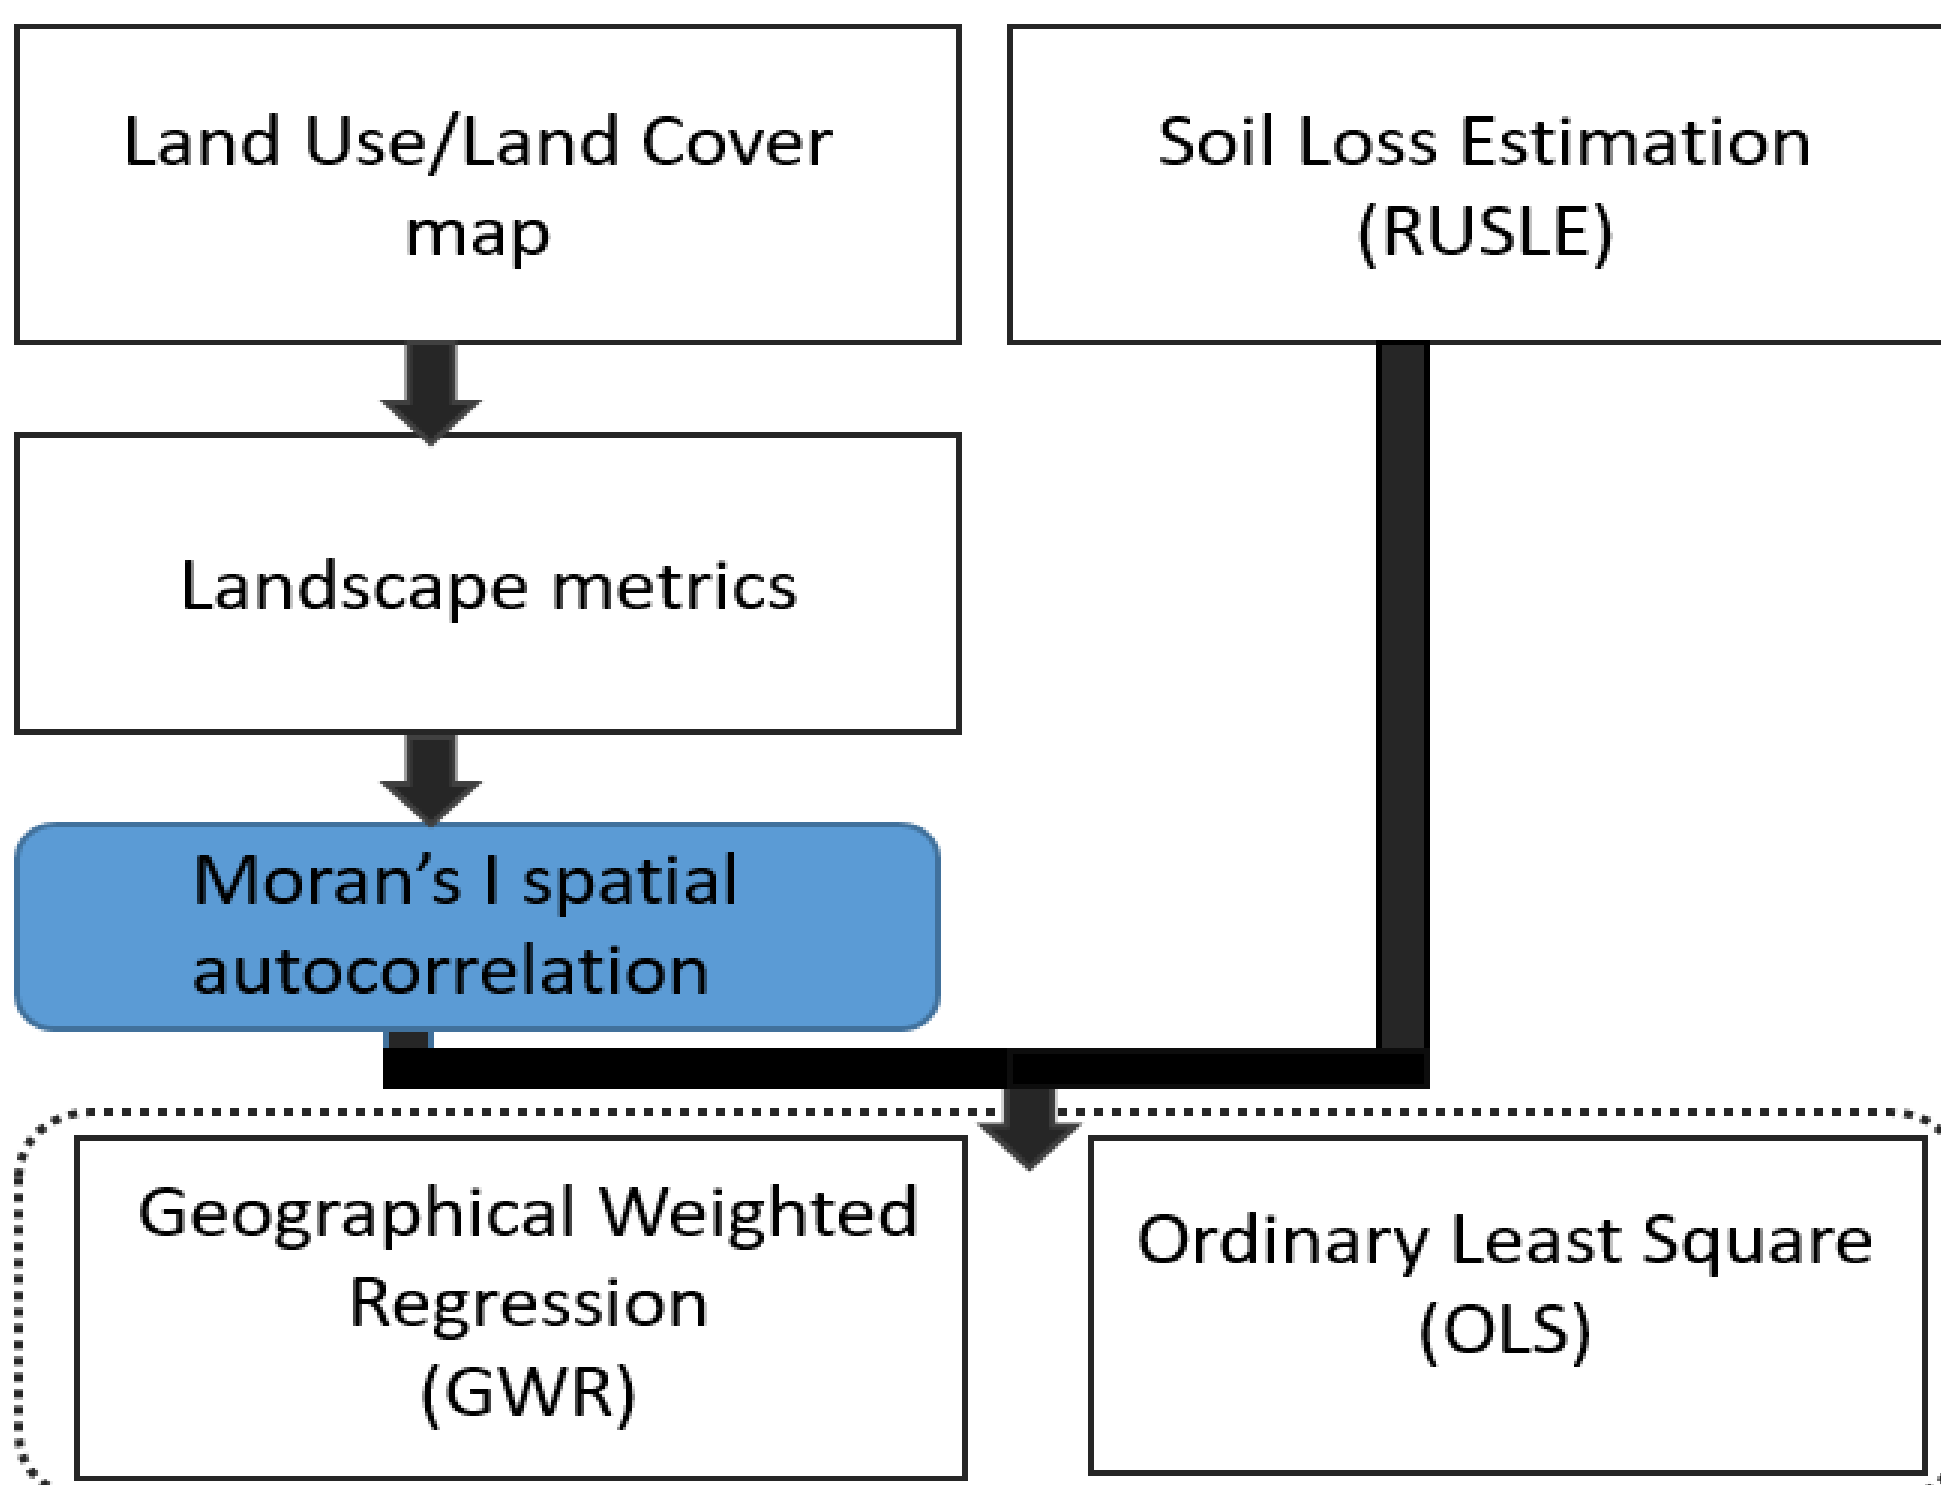 Land Use/Land Cover
map
Soil Loss Estimation
(RUSLE)
Landscape metrics
Moran’s I spatial
autocorrelation
Geographical Weighted
Regression
(GWR)
Ordinary Least Square
(OLS)